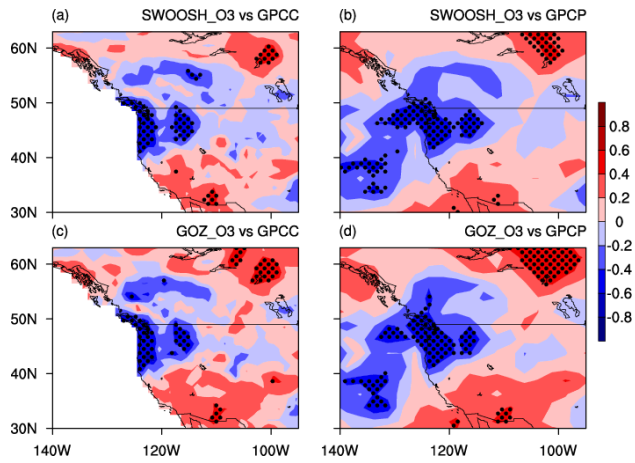 (a) SWOOSH_O3 vs GPCC
(b) SWOOSH_O3 vs GPCP
60N
50N
40N
30N
(c) GOZ_O3 vs GPCC
(d) GOZ_O3 vs GPCP
60N
50N
40N
30N
140W 120W 100W
140W 120W 100W
0.8
0.6
0.4
0.2
0
-0.2
-0.4
-0.6
-0.8